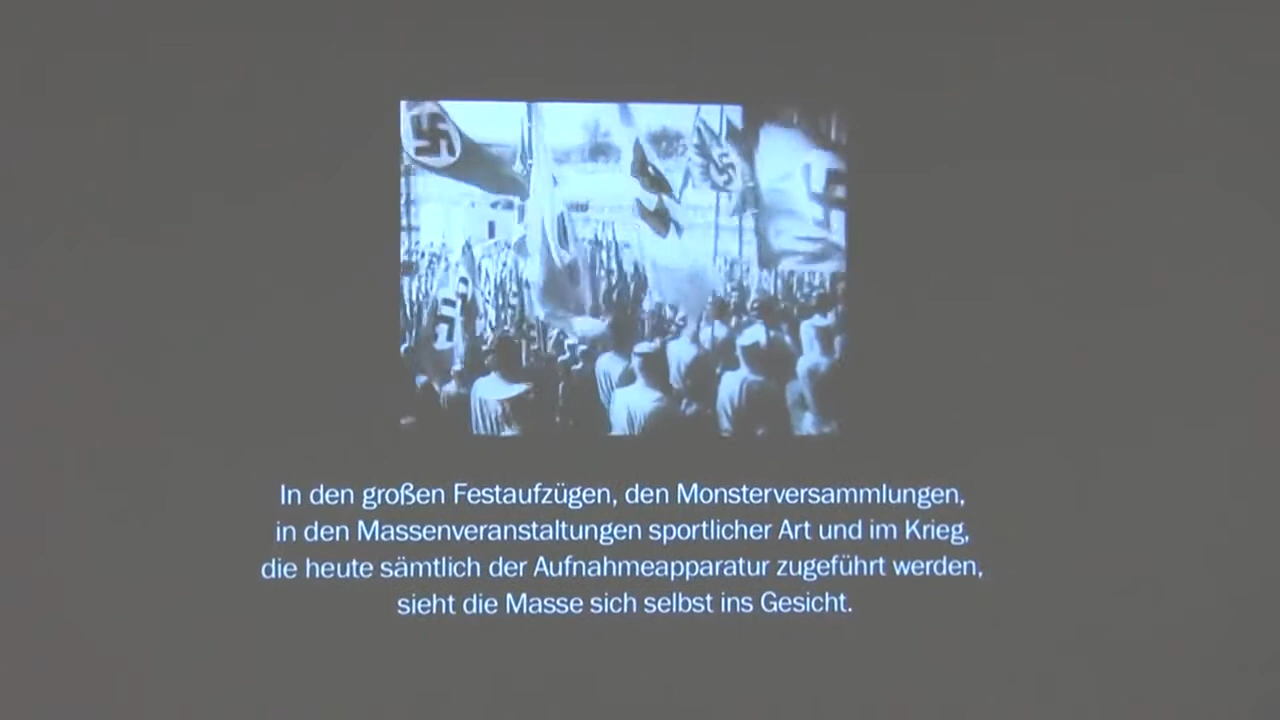 In den großen Festaufzügen, den Monsterversammlungen,
in den Massenveranstaltungen sportlicher Art und im Krieg,
die heute sämtlich der Aufnahmeapparatur zugeführt werden,
sieht die Masse sich selbst ins Gesicht.